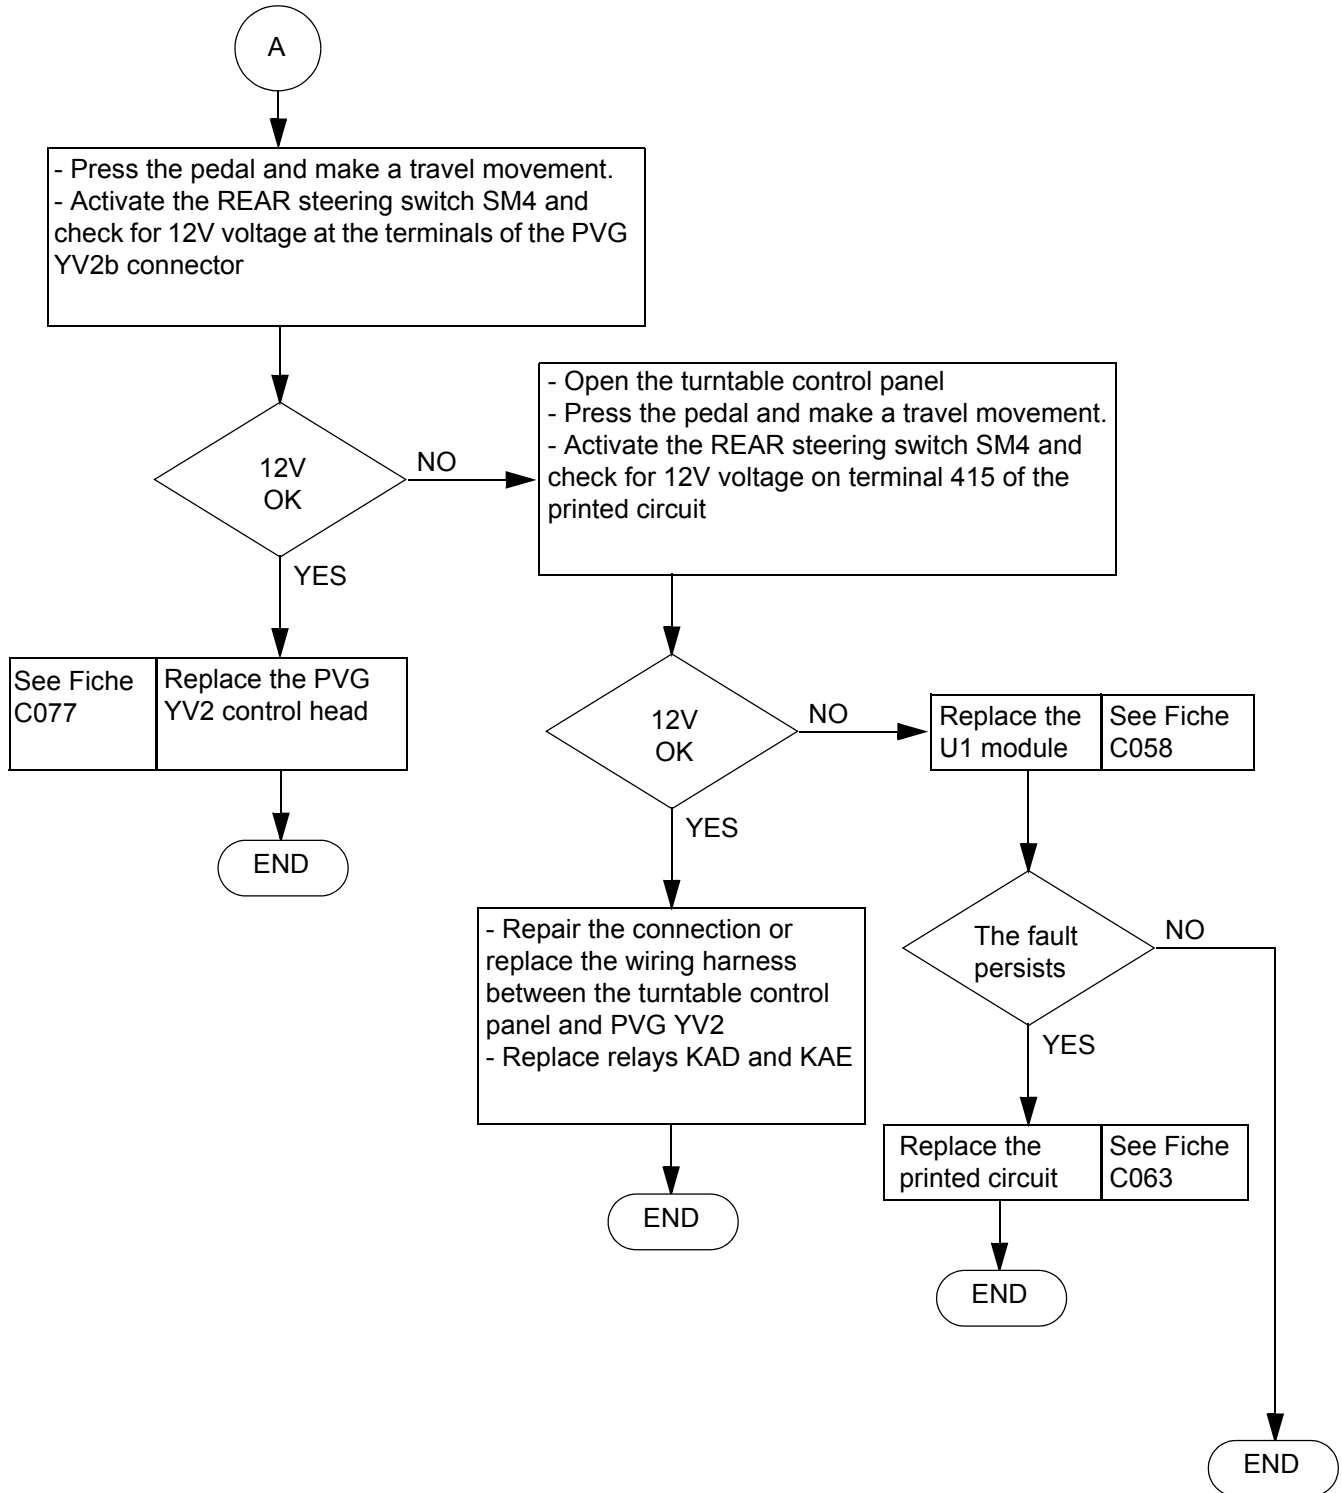 A
- Press the pedal and make a travel movement.
- Activate the REAR steering switch SM4 and
check for 12V voltage at the terminals of the PVG
YV2b connector
12V
OK
NO
YES
- Open the turntable control panel
- Press the pedal and make a travel movement.
- Activate the REAR steering switch SM4 and
check for 12V voltage on terminal 415 of the
printed circuit
See Fiche
C077
Replace the PVG
YV2 control head
END
12V
OK
NO
YES
Replace the
U1 module
See Fiche
C058
- Repair the connection or
replace the wiring harness
between the turntable control
panel and PVG YV2
- Replace relays KAD and KAE
END
The fault
persists
NO
YES
Replace the
printed circuit
See Fiche
C063
END
END